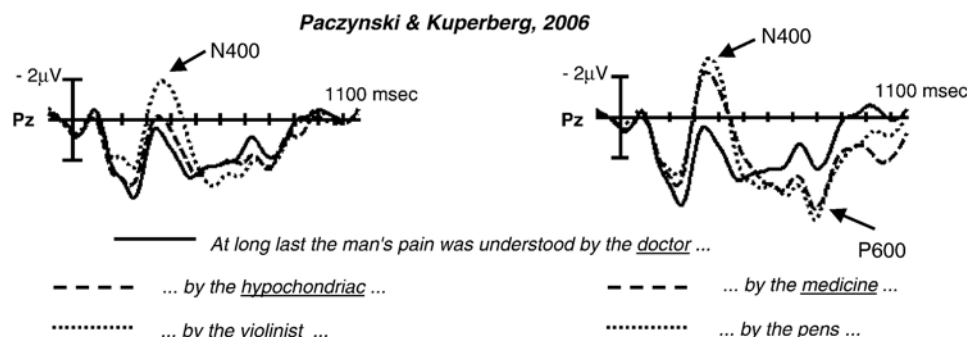 Paczynski & Kuperberg, 2006
N400
- 2µV
1100 msec
Pz
N400
- 2µV
1100 msec
Pz
P600
At long last the man's pain was understood by the doctor ...
... by the hypochondriac ...
... by the medicine ...
... by the violinist ...
... by the pens ...